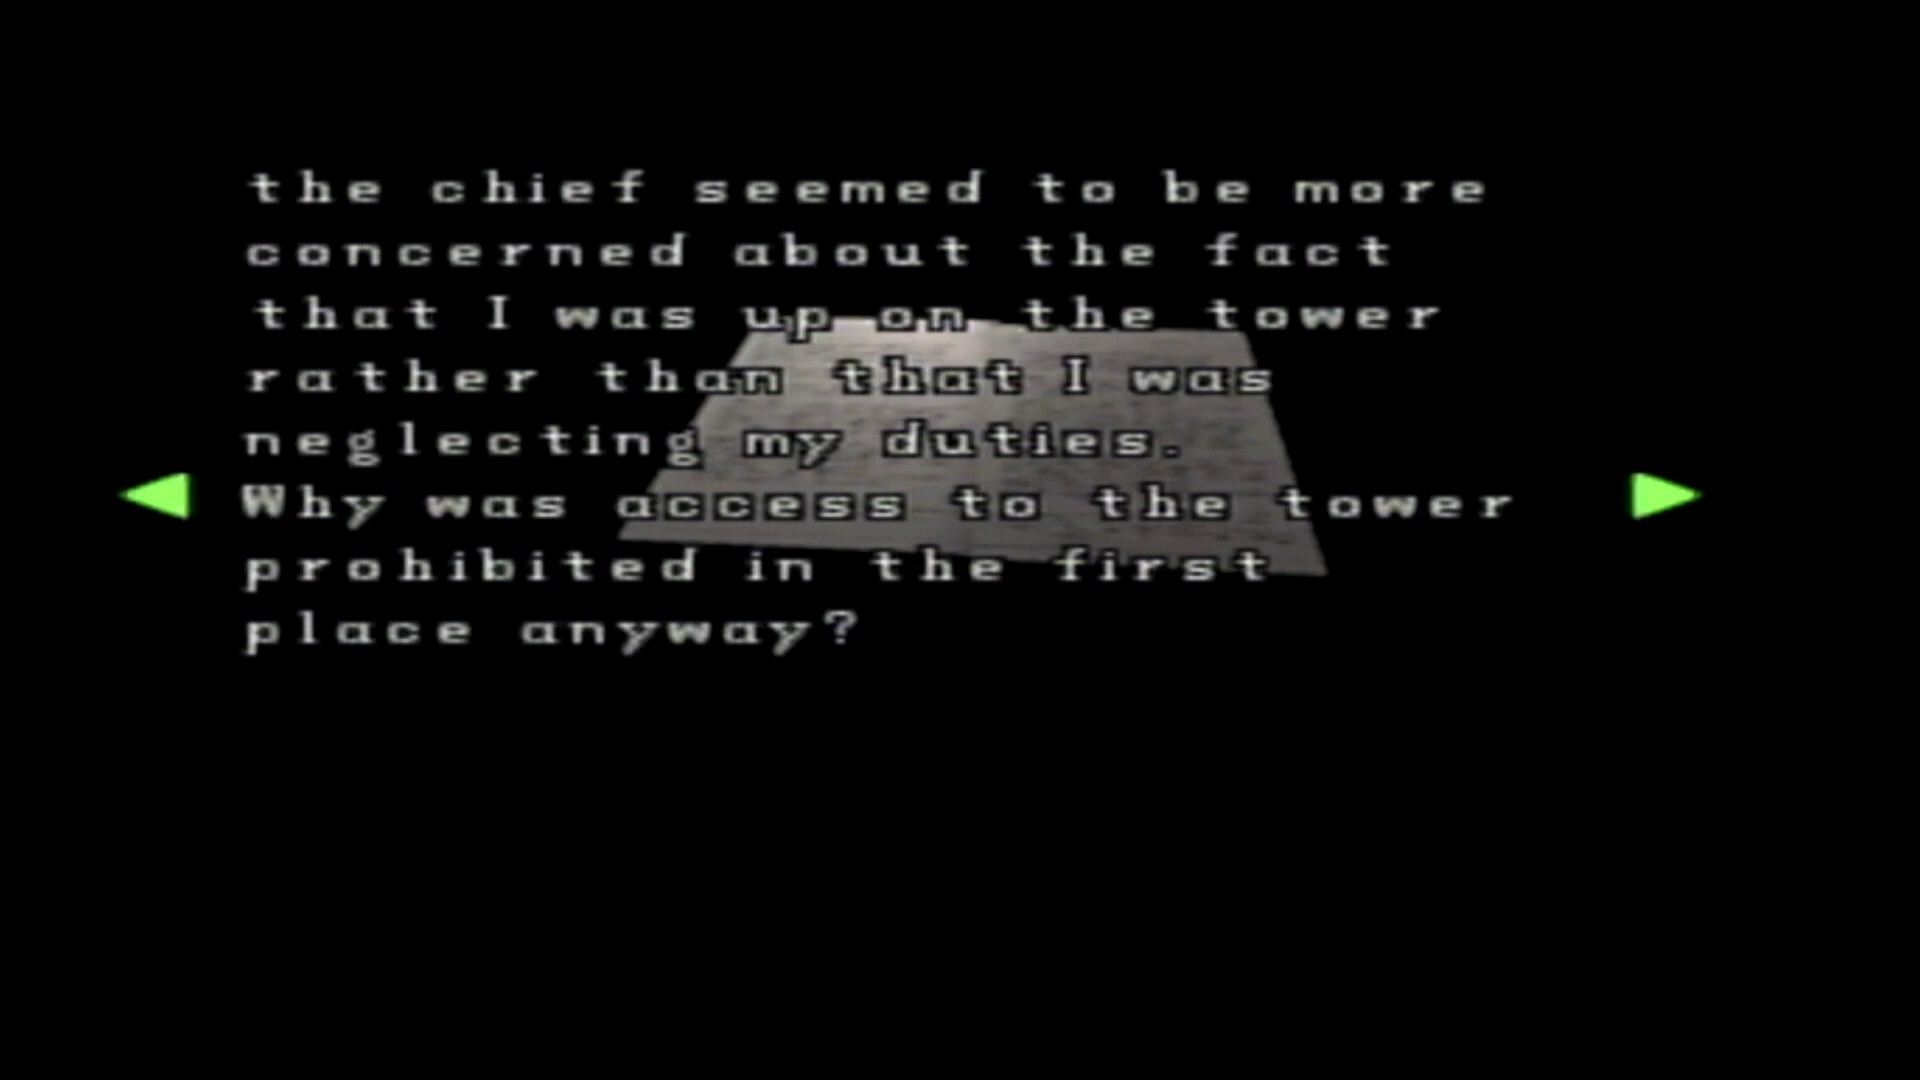 the chief seemed to be more
concerned about the fact
that I was up on the tower
rather than that I was
neglecting my duties.
Why was access to the tower
prohibited in the first
place anyway?